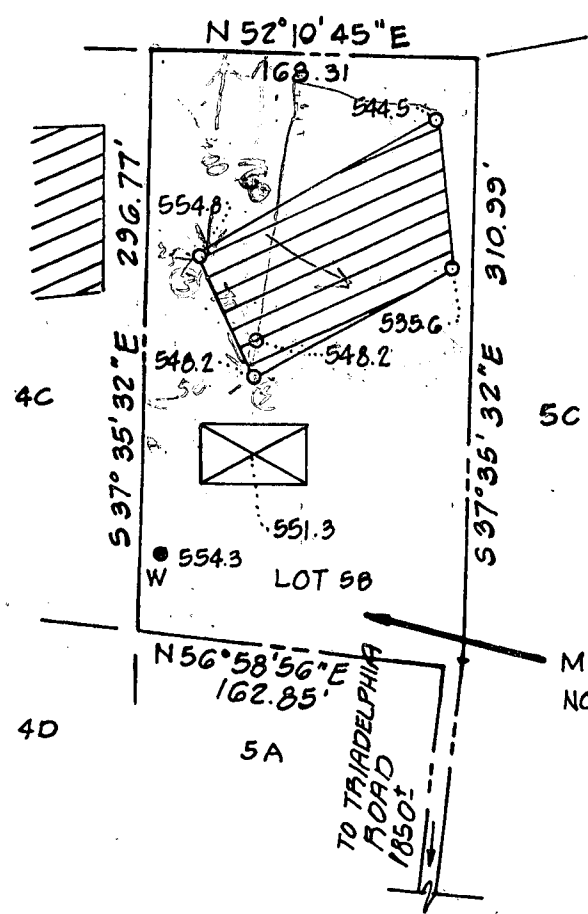 N 52° 10' 45" E
168.31
544.5
296.77'
554.8
310.99'
535.6
548.2
548.2
S 37° 35' 32" E
S 37° 35' 32" E
4C
5C
551.3
554.3
W
LOT 5B
N 56° 58' 56" E
162.85'
M
NO
4D
5A
TO TRIADELPHIA
ROAD
1850±